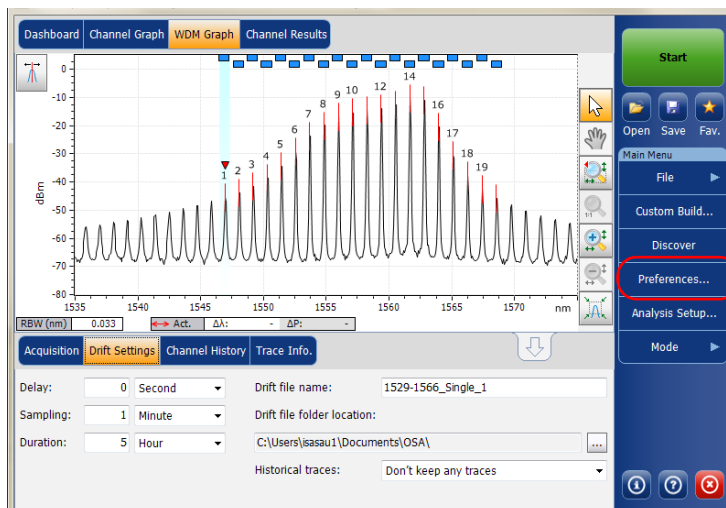 Dashboard Channel Graph WDM Graph Channel Results
Start
Open Save Fav.
Main Menu
File
Custom Build...
Discover
Preferences...
Analysis Setup...
Mode
0
-10
-20
-30
-40
-50
-60
-70
-80
dBm
1 2 3 4 5 6 7 8 9 10 12 14 16 17 18 19
1535 1540 1545 1550 1555 1560 1565 1570 nm
1:1
RBW (nm) 0.033 Act. Δλ: - ΔP: -
Acquisition Drift Settings Channel History Trace Info.
Delay: 0 Second Drift file name: 1529-1566_Single_1
Sampling: 1 Minute Drift file folder location:
Duration: 5 Hour C:\Users\isasau1\Documents\OSA\ ...
Historical traces: Don't keep any traces